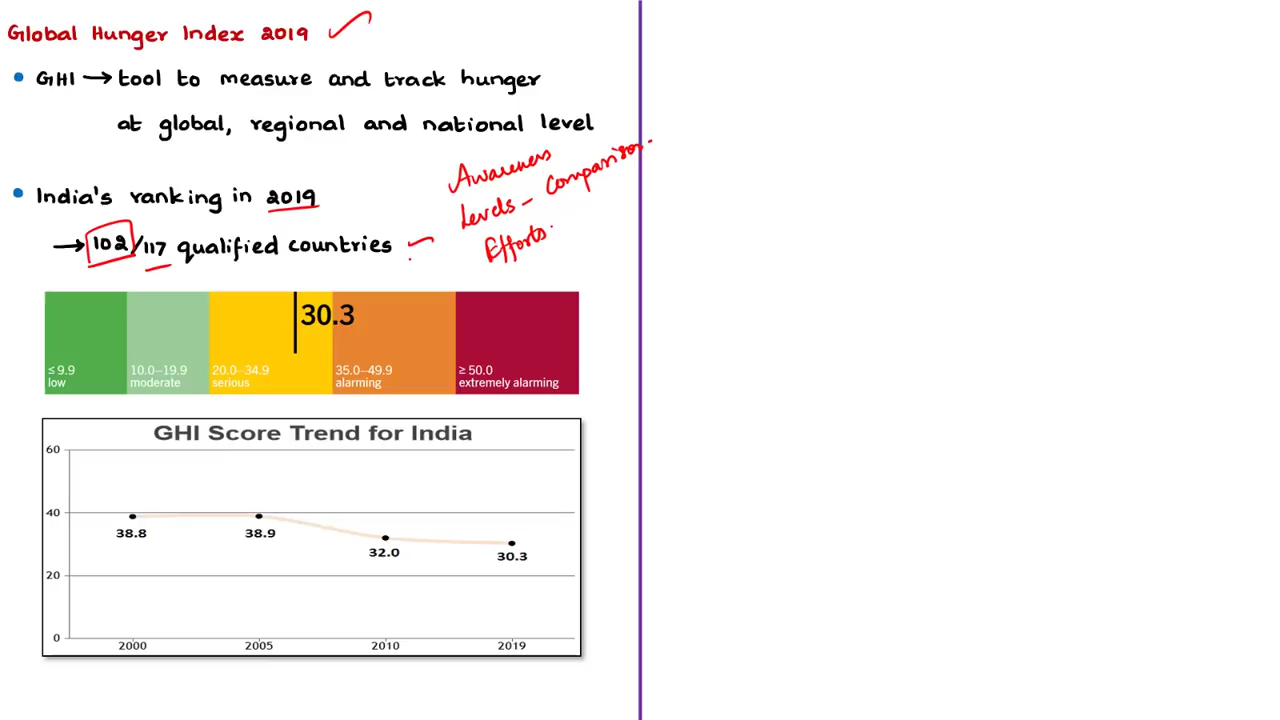 Global Hunger Index 2019
• GHI → tool to measure and track hunger
at global, regional and national level
Awareness
Levels - Comparison.
Efforts.
• India's ranking in 2019
→ 102/117 qualified countries
30.3
≤ 9.9 10.0–19.9 20.0–34.9 35.0–49.9 ≥ 50.0
low moderate serious alarming extremely alarming
GHI Score Trend for India
60
40
38.8 38.9 32.0 30.3
20
0
2000 2005 2010 2019